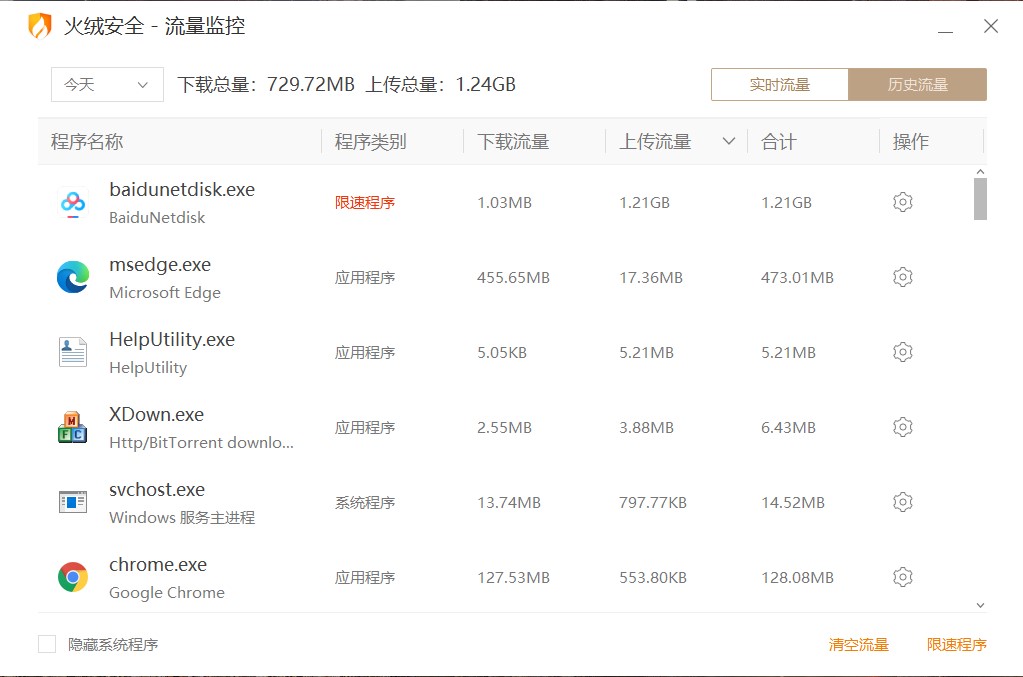 火绒安全 - 流量监控
今天 下载总量：729.72MB 上传总量：1.24GB 实时流量 历史流量
程序名称 程序类别 下载流量 上传流量 合计 操作
baidunetdisk.exe
BaiduNetdisk 限速程序 1.03MB 1.21GB 1.21GB
msedge.exe
Microsoft Edge 应用程序 455.65MB 17.36MB 473.01MB
HelpUtility.exe
HelpUtility 应用程序 5.05KB 5.21MB 5.21MB
XDown.exe
Http/BitTorrent downlo... 应用程序 2.55MB 3.88MB 6.43MB
svchost.exe
Windows 服务主进程 系统程序 13.74MB 797.77KB 14.52MB
chrome.exe
Google Chrome 应用程序 127.53MB 553.80KB 128.08MB
隐藏系统程序 清空流量 限速程序